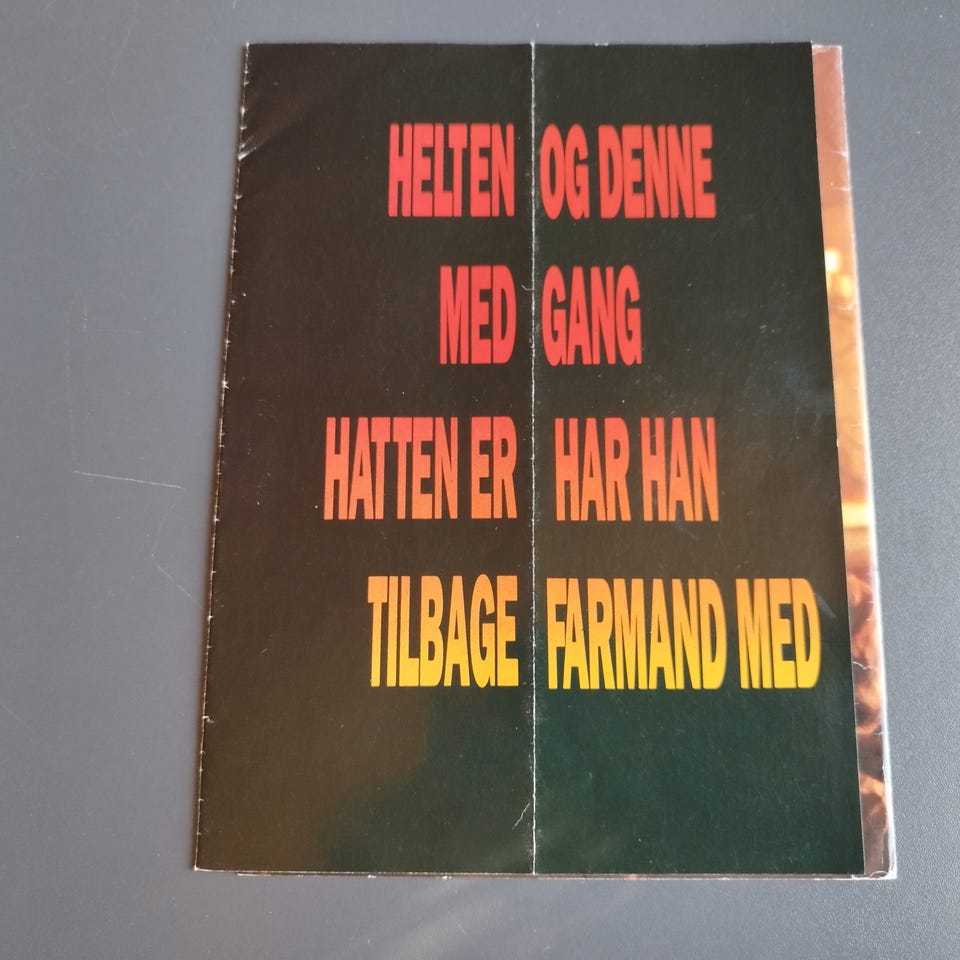 HELTEN
MED
HATTEN ER
TILBAGE
OG DENNE
GANG
HAR HAN
FARMAND MED